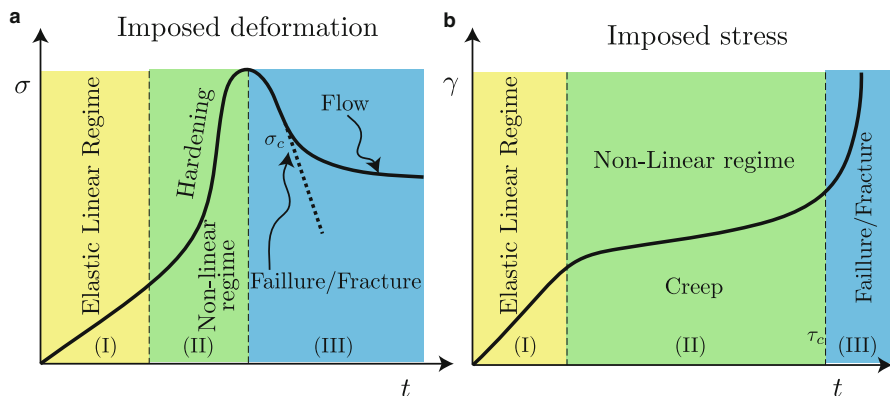 a
Imposed deformation
σ
Elastic Linear Regime
Hardening
Non-linear
regime
σc
Flow
Faillure/Fracture
(I)
(II)
(III)
t
b
Imposed stress
γ
Elastic Linear Regime
Non-Linear regime
Creep
Faillure/Fracture
τc
(I)
(II)
(III)
t